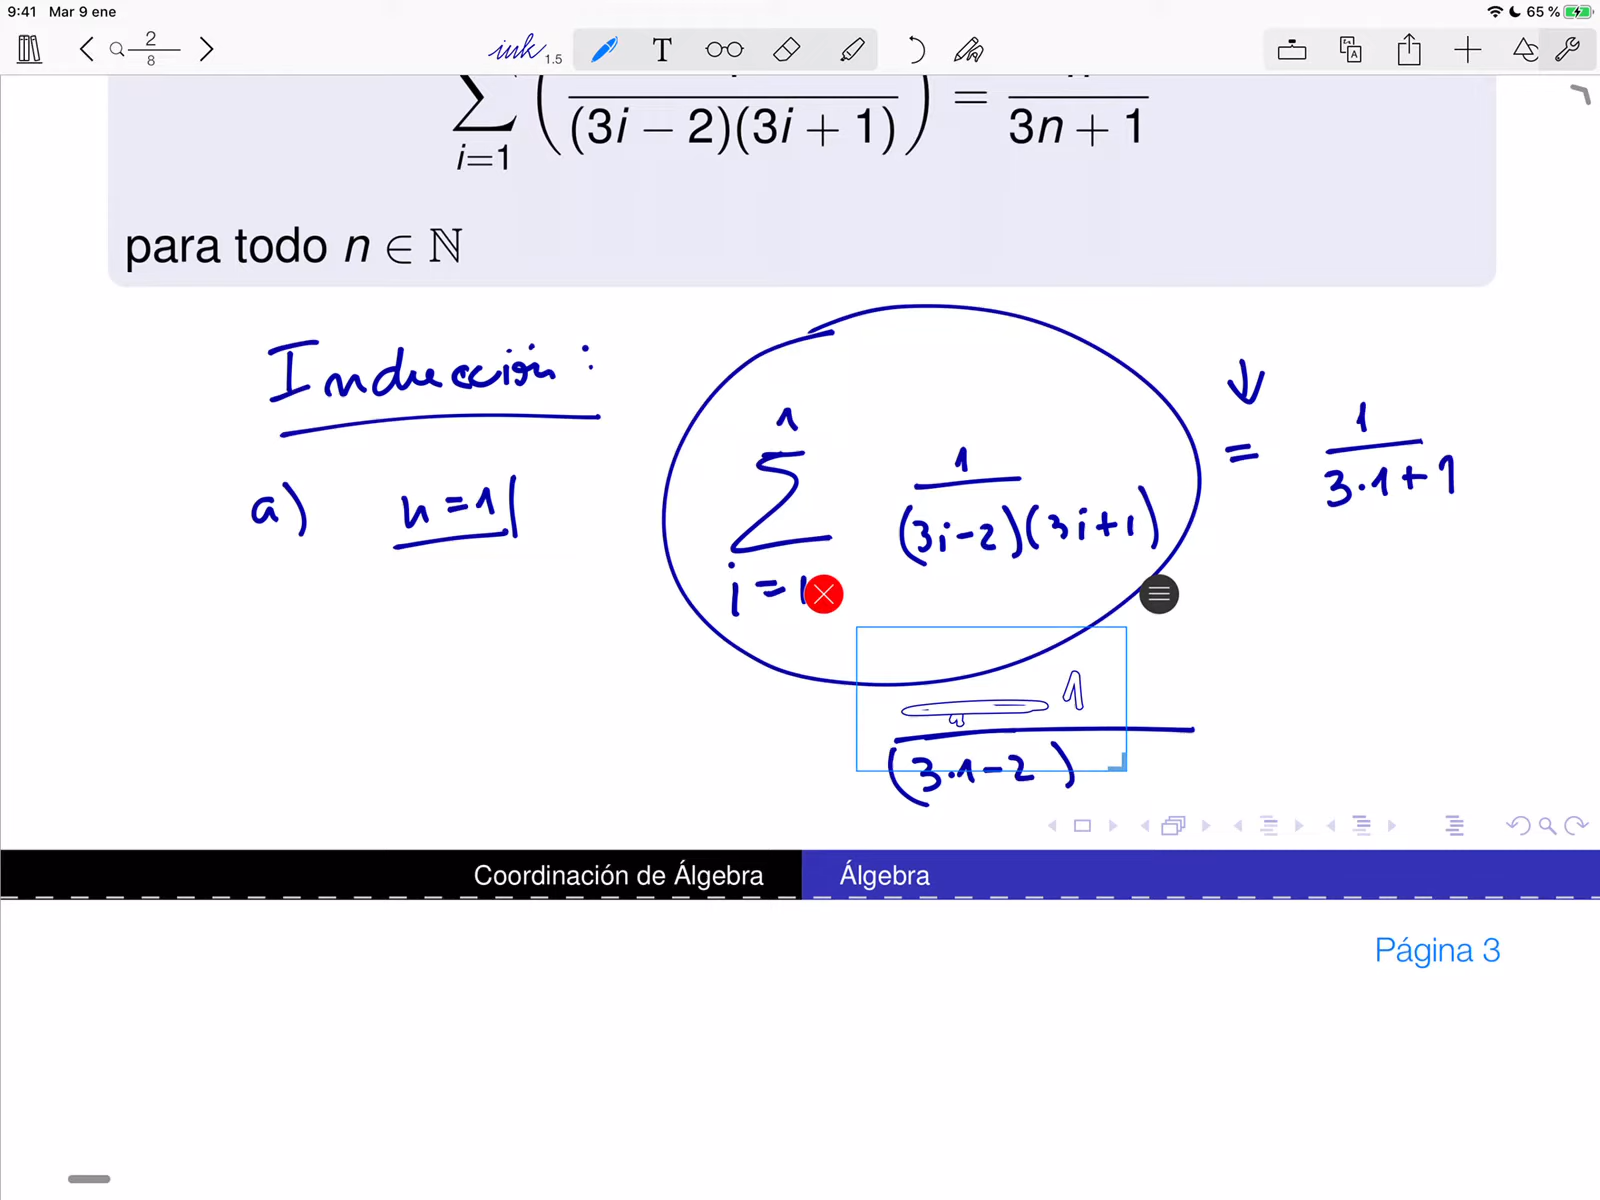 9:41 Mar 9 ene 65 %
2
8
ink 1.5 T
∑ i=1 ( / (3i − 2)(3i + 1) ) = / 3n + 1
para todo n ∈ ℕ
Inducción:
a) n=1
1 ∑ i=1 1/(3i-2)(3i+1) = 1/3·1+1
1
(3·1-2)
Coordinación de Álgebra Álgebra
Página 3